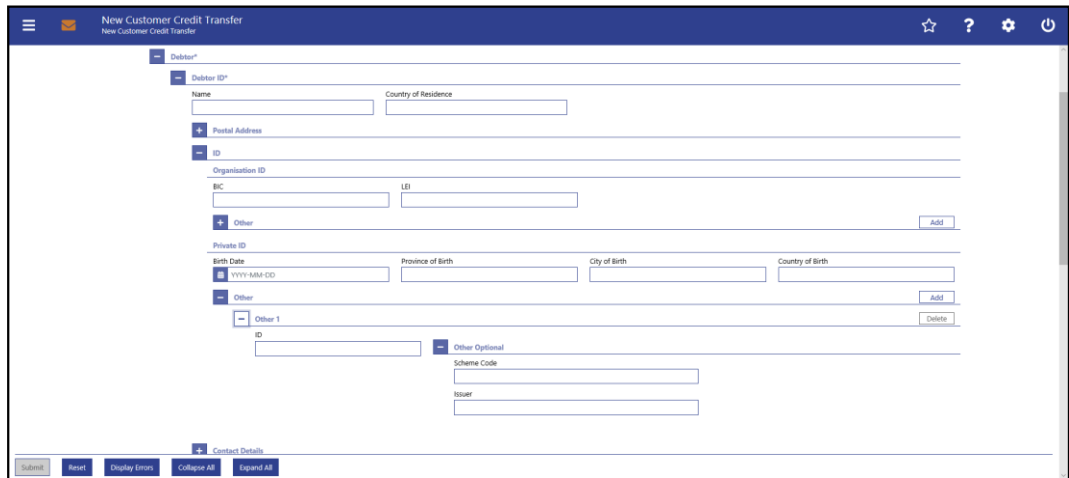 New Customer Credit Transfer
New Customer Credit Transfer
Debtor*
Debtor ID*
Name Country of Residence
Postal Address
ID
Organisation ID
BIC LEI
Other Add
Private ID
Birth Date Province of Birth City of Birth Country of Birth
YYYY-MM-DD
Other Add
Other 1 Delete
ID Other Optional
Scheme Code
Issuer
Contact Details
Submit Reset Display Errors Collapse All Expand All